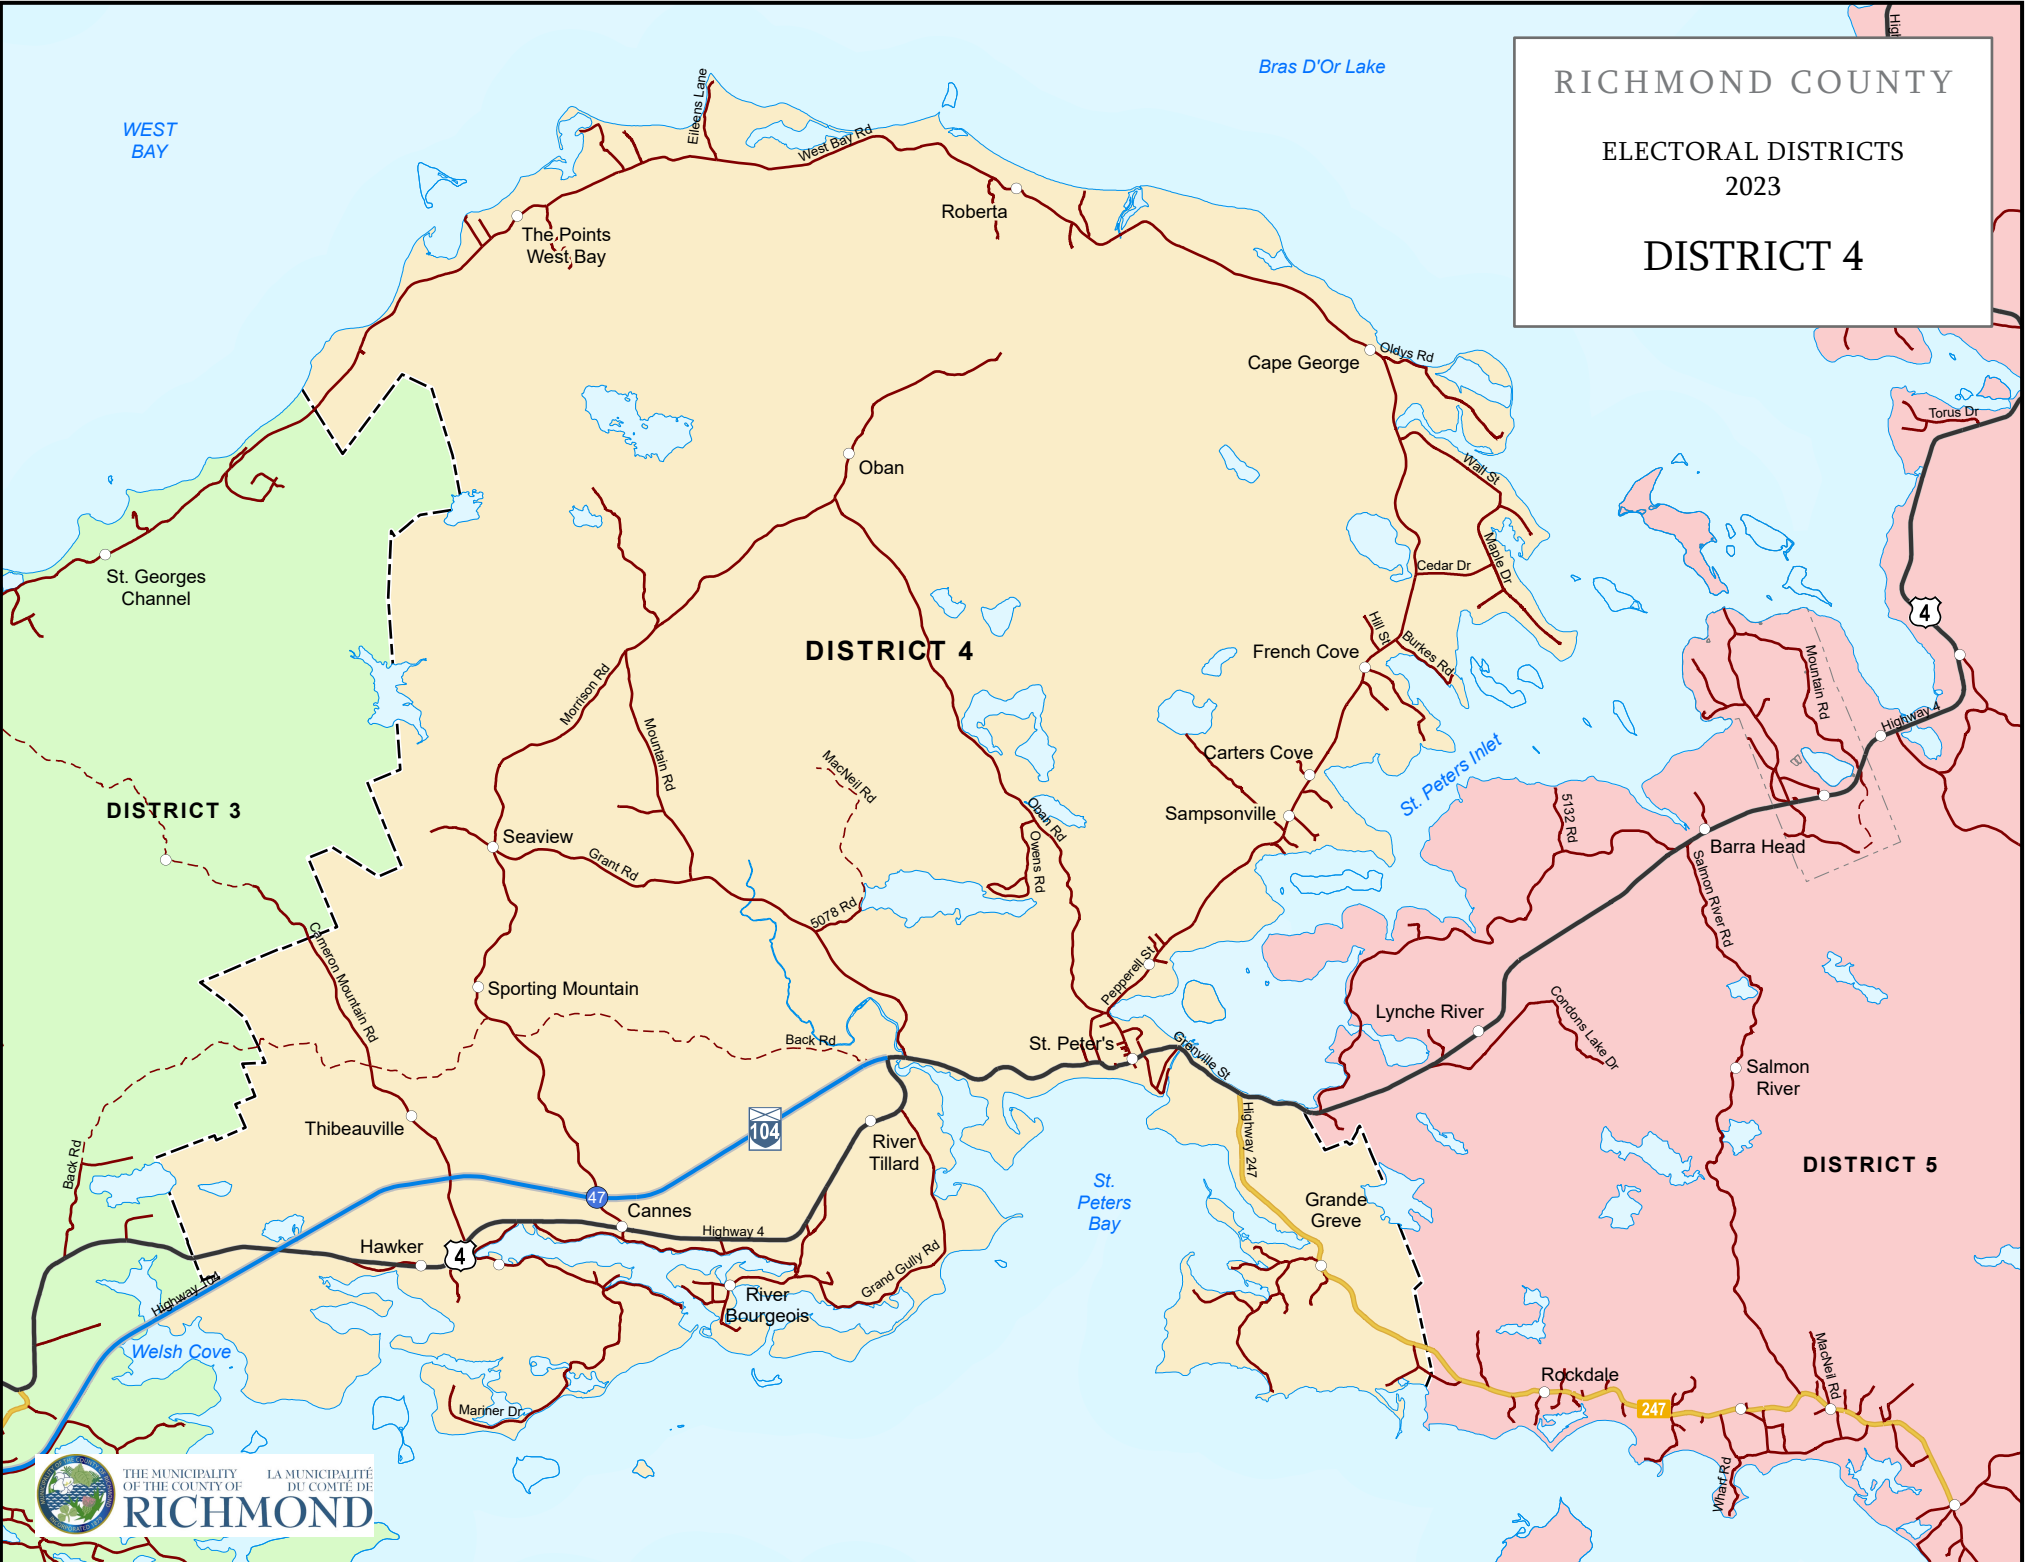 High
RICHMOND COUNTY
ELECTORAL DISTRICTS
2023
DISTRICT 4
Bras D'Or Lake
WEST
BAY
Eileens Lane
West Bay Rd
Roberta
The Points
West Bay
Cape George
Oldys Rd
Torus Dr
Oban
Wall St
St. Georges
Channel
Maple Dr
Cedar Dr
4
Hill St
Burkes Rd
French Cove
DISTRICT 4
Morrison Rd
Mountain Rd
Mountain Rd
Highway 4
Carters Cove
St. Peters Inlet
MacNeil Rd
DISTRICT 3
Sampsonville
5132 Rd
Oban Rd
Owens Rd
Seaview
Grant Rd
Barra Head
Salmon River Rd
5078 Rd
Cameron Mountain Rd
Sporting Mountain
Pepperell St
Lynche River
Condons Lake Dr
Back Rd
St. Peter's
Grenville St
Salmon
River
Thibeauville
104
River
Tillard
Highway 247
Back Rd
DISTRICT 5
St.
Peters
Bay
Grande
Greve
47
Cannes
Highway 4
Hawker
4
Highway 104
Grand Gully Rd
River
Bourgeois
Welsh Cove
MacNeil Rd
Rockdale
247
Mariner Dr
Wharf Rd
THE MUNICIPALITY
OF THE COUNTY OF
LA MUNICIPALITÉ
DU COMTÉ DE
RICHMOND